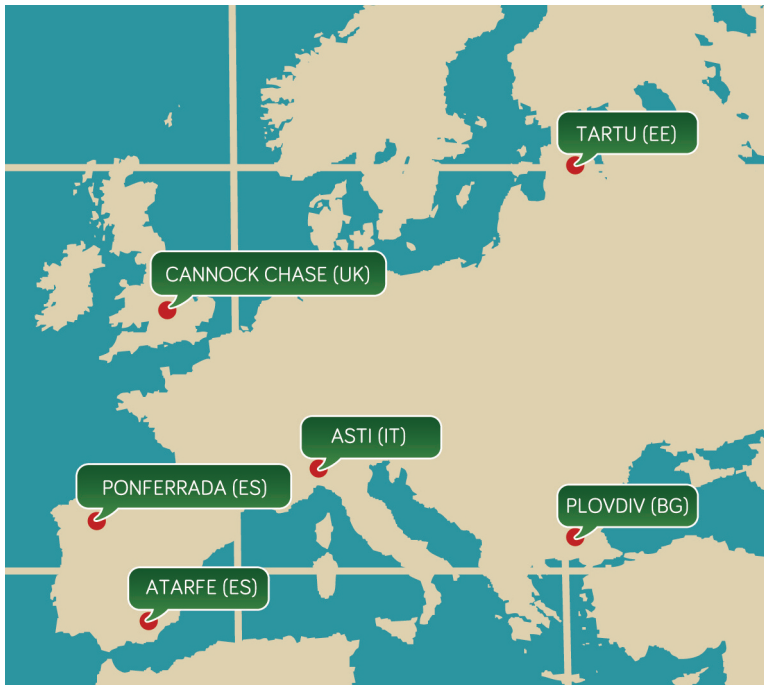 TARTU (EE)
CANNOCK CHASE (UK)
ASTI (IT)
PONFERRADA (ES)
PLOVDIV (BG)
ATARFE (ES)